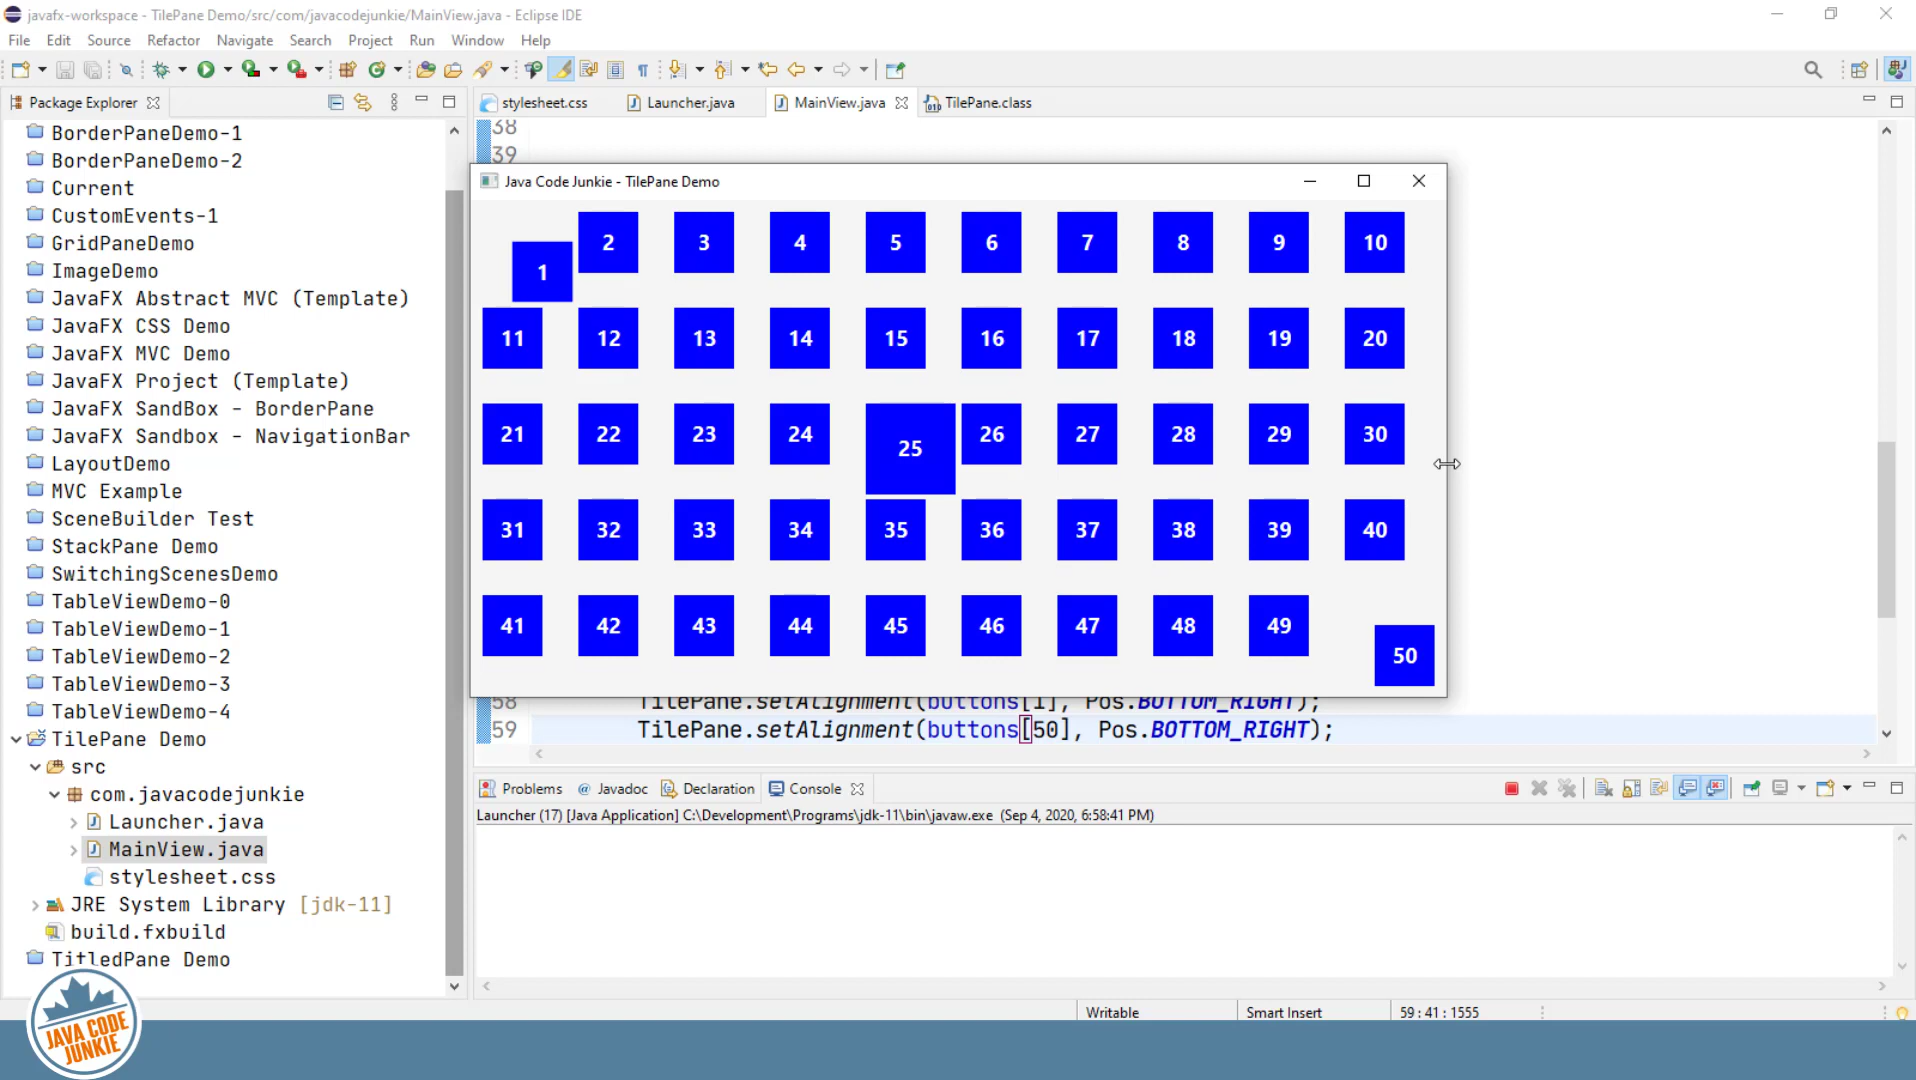 javafx-workspace - TilePane Demo/src/com/javacodejunkie/MainView.java - Eclipse IDE
File Edit Source Refactor Navigate Search Project Run Window Help
Package Explorer
BorderPaneDemo-1
BorderPaneDemo-2
Current
CustomEvents-1
GridPaneDemo
ImageDemo
JavaFX Abstract MVC (Template)
JavaFX CSS Demo
JavaFX MVC Demo
JavaFX Project (Template)
JavaFX SandBox - BorderPane
JavaFX Sandbox - NavigationBar
LayoutDemo
MVC Example
SceneBuilder Test
StackPane Demo
SwitchingScenesDemo
TableViewDemo-0
TableViewDemo-1
TableViewDemo-2
TableViewDemo-3
TableViewDemo-4
TilePane Demo
src
com.javacodejunkie
Launcher.java
MainView.java
stylesheet.css
JRE System Library [jdk-11]
build.fxbuild
TitledPane Demo
stylesheet.css Launcher.java MainView.java TilePane.class
38
39
Java Code Junkie - TilePane Demo
1 2 3 4 5 6 7 8 9 10
11 12 13 14 15 16 17 18 19 20
21 22 23 24 25 26 27 28 29 30
31 32 33 34 35 36 37 38 39 40
41 42 43 44 45 46 47 48 49 50
58 TilePane.setAlignment(buttons[1], Pos.BOTTOM_RIGHT);
59 TilePane.setAlignment(buttons[50], Pos.BOTTOM_RIGHT);
Problems @ Javadoc Declaration Console
Launcher (17) [Java Application] C:\Development\Programs\jdk-11\bin\javaw.exe (Sep 4, 2020, 6:58:41 PM)
Writable Smart Insert 59 : 41 : 1555
JAVA CODE
JUNKIE